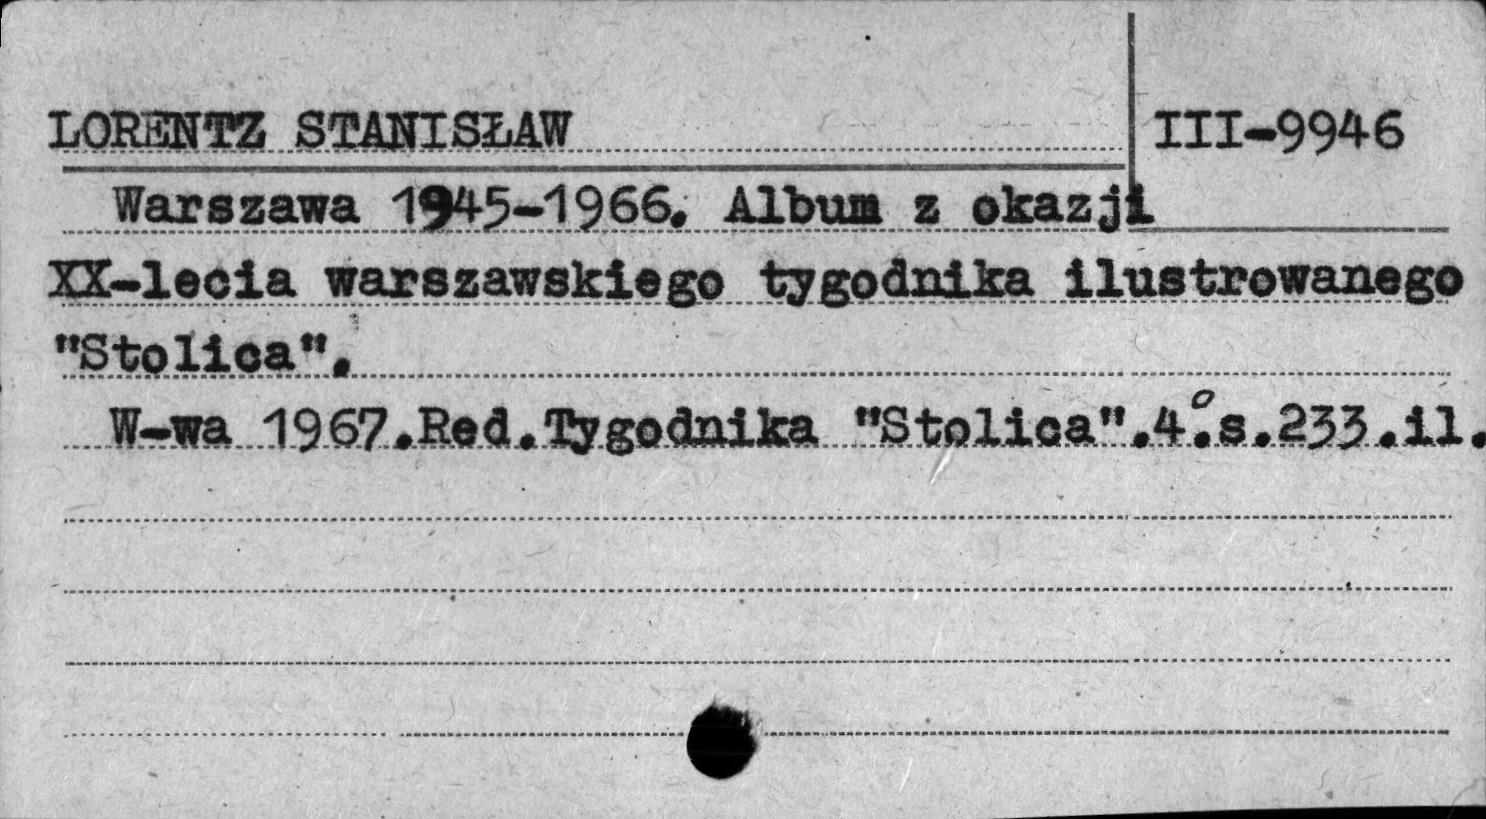 LORENTZ STANISŁAW
III-9946
Warszawa 1945-1966. Album z okazji
XX-lecia warszawskiego tygodnika ilustrowanego
"Stolica".
W-wa 1967.Red.Tygodnika "Stolica".4°.s.233.il.